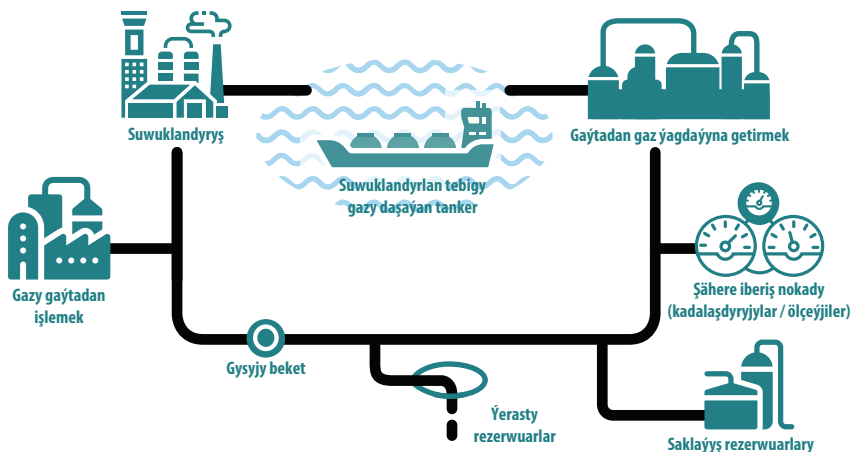 Suwuklandyryş
Suwuklandyrlan tebigy
gazy daşaýan tanker
Gaýtadan gaz ýagdaýyna getirmek
Gazy gaýtadan
işlemek
Şähere iberiş nokady
(kadalaşdyryjylar / ölçeýjiler)
Gysyjy beket
Ýerasty
rezerwuarlar
Saklaýyş rezerwuarlary